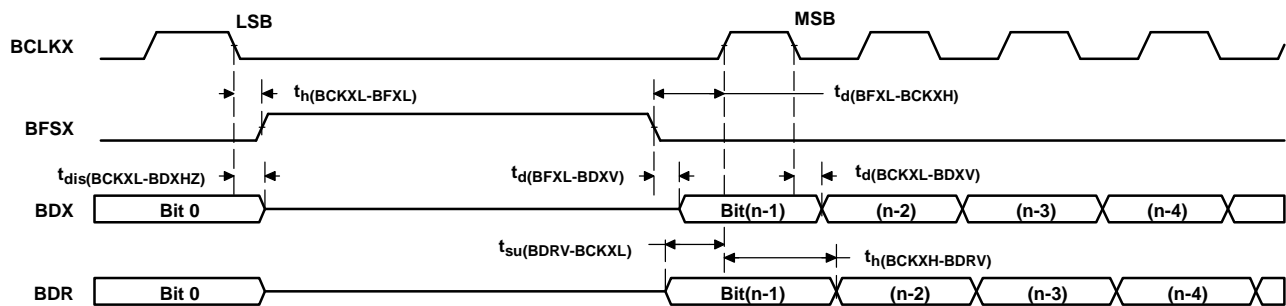 LSB MSB
BCLKX
th(BCKXL-BFXL) td(BFXL-BCKXH)
BFSX
tdis(BCKXL-BDXHZ) td(BFXL-BDXV) td(BCKXL-BDXV)
BDX Bit 0 Bit(n-1) (n-2) (n-3) (n-4)
tsu(BDRV-BCKXL) th(BCKXH-BDRV)
BDR Bit 0 Bit(n-1) (n-2) (n-3) (n-4)